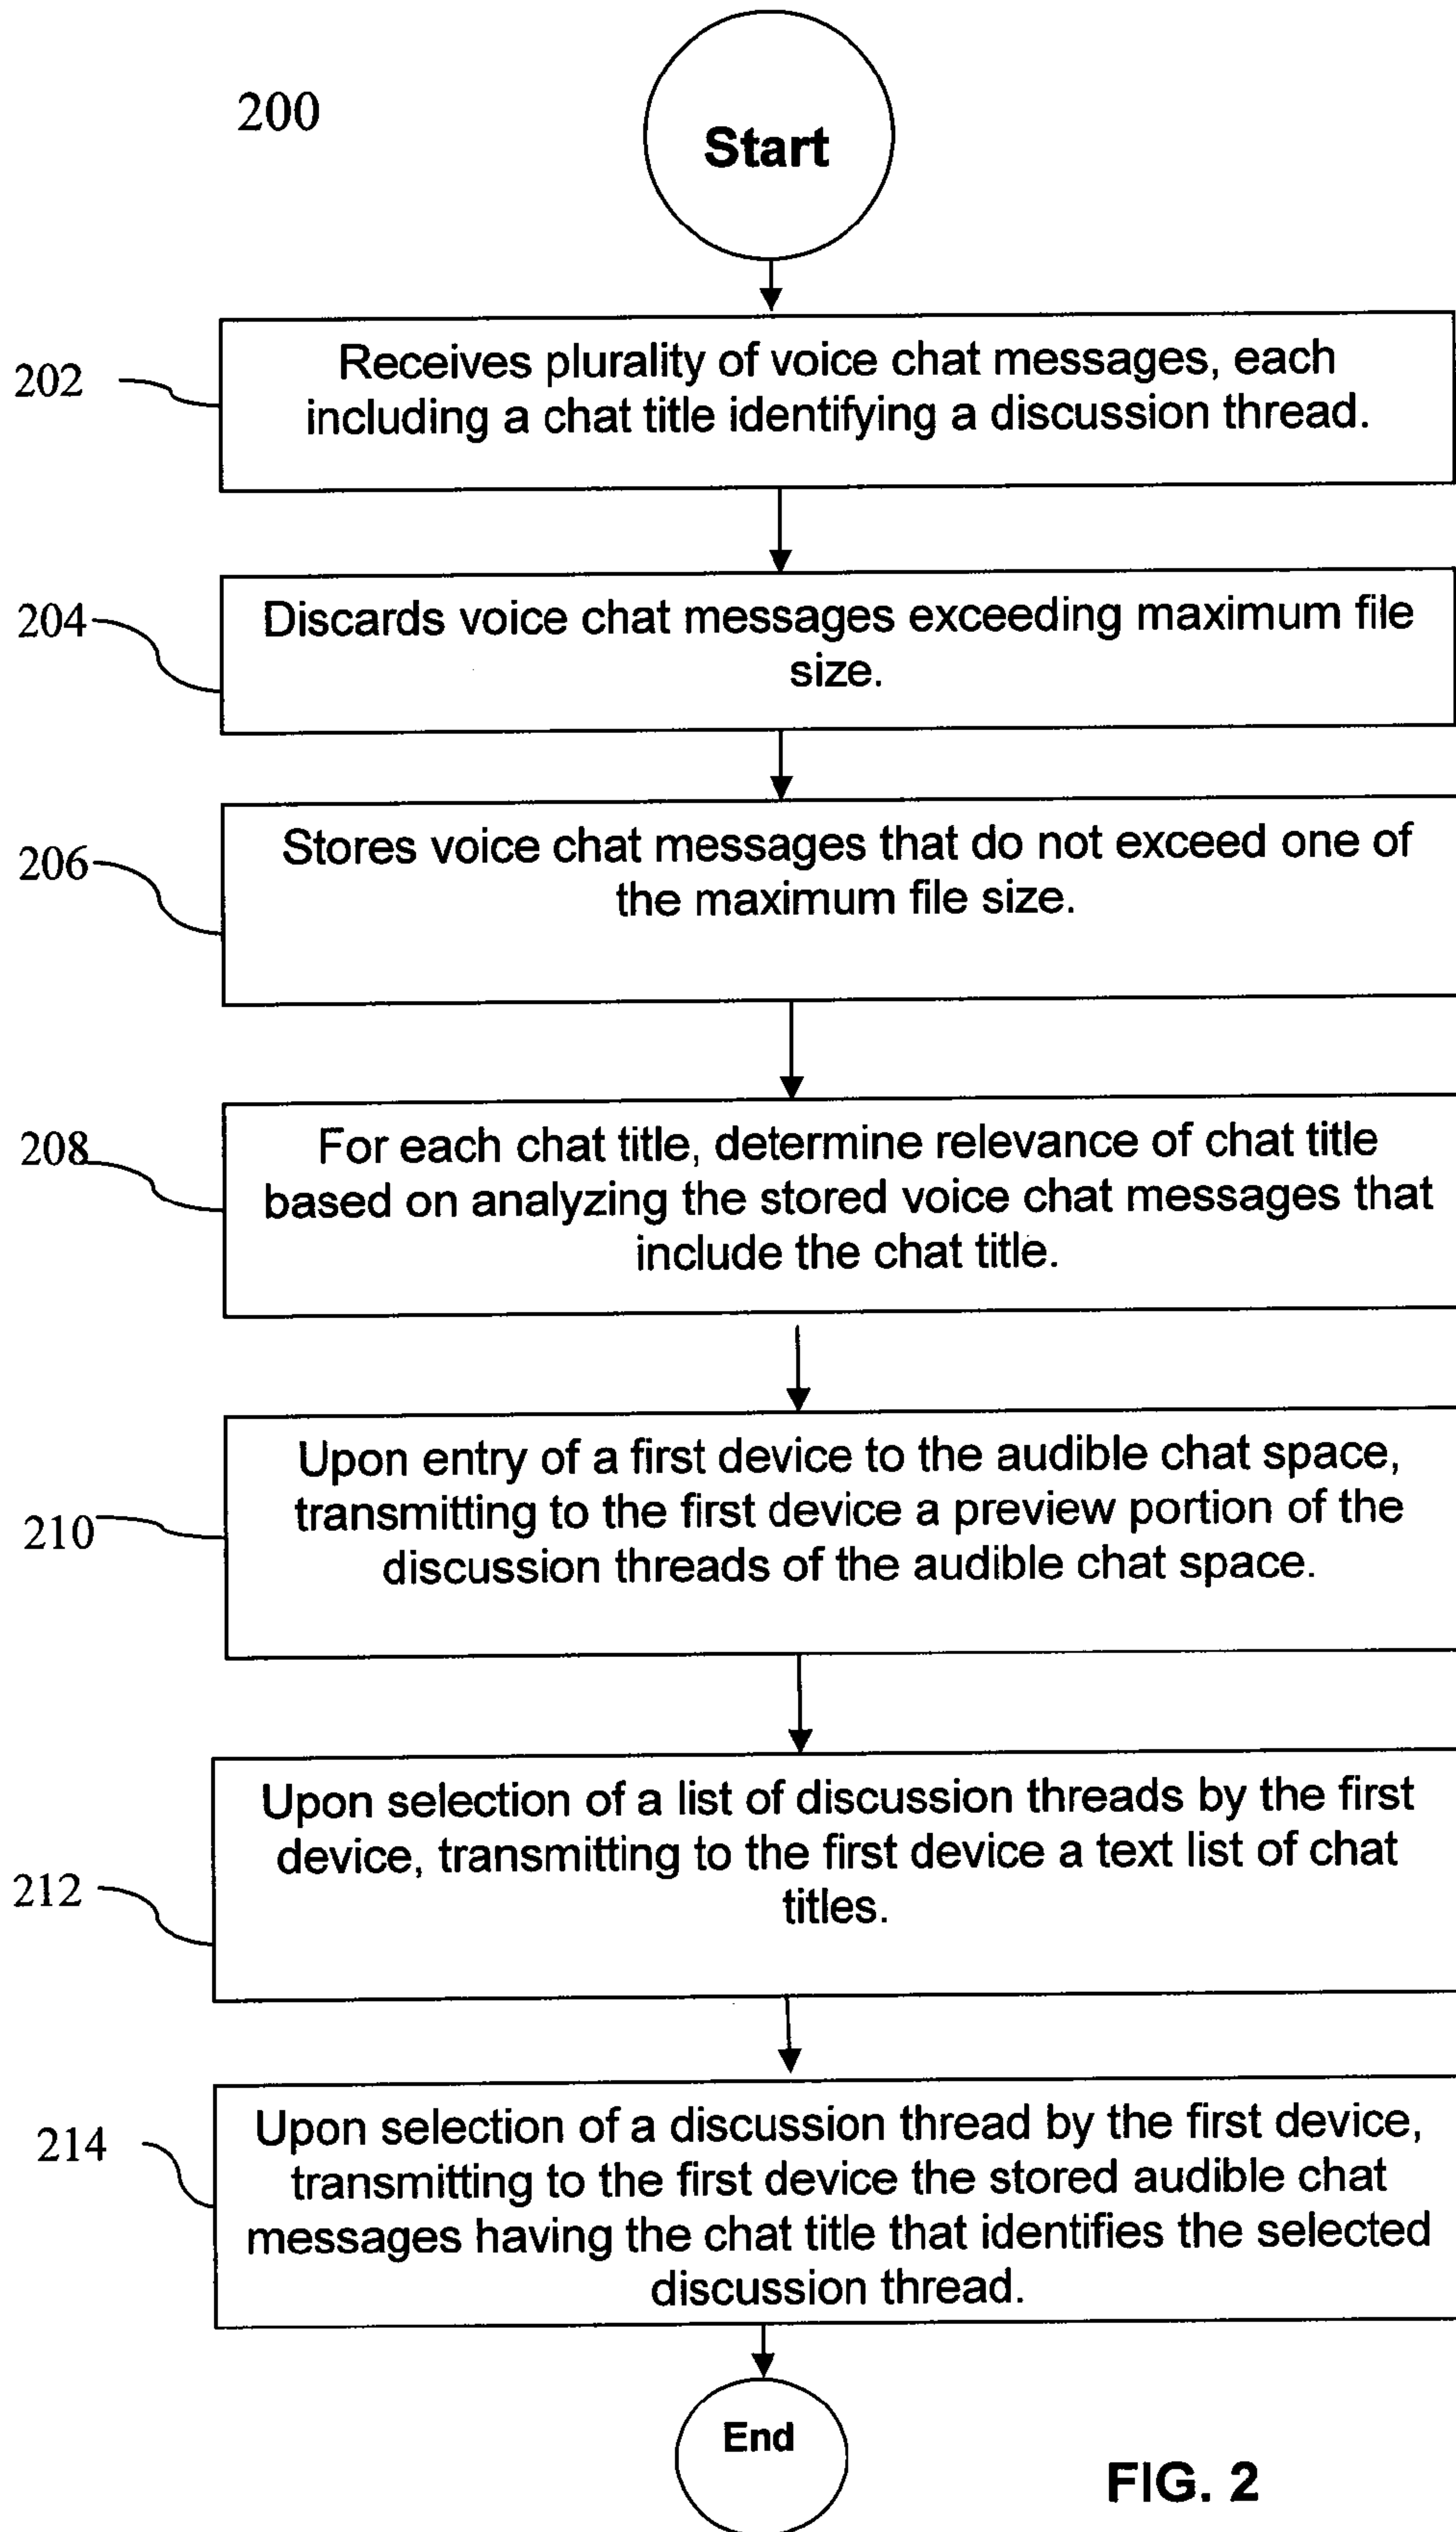 200
Start
202
Receives plurality of voice chat messages, each
including a chat title identifying a discussion thread.
204
Discards voice chat messages exceeding maximum file
size.
206
Stores voice chat messages that do not exceed one of
the maximum file size.
208
For each chat title, determine relevance of chat title
based on analyzing the stored voice chat messages that
include the chat title.
210
Upon entry of a first device to the audible chat space,
transmitting to the first device a preview portion of the
discussion threads of the audible chat space.
212
Upon selection of a list of discussion threads by the first
device, transmitting to the first device a text list of chat
titles.
214
Upon selection of a discussion thread by the first device,
transmitting to the first device the stored audible chat
messages having the chat title that identifies the selected
discussion thread.
End
FIG. 2